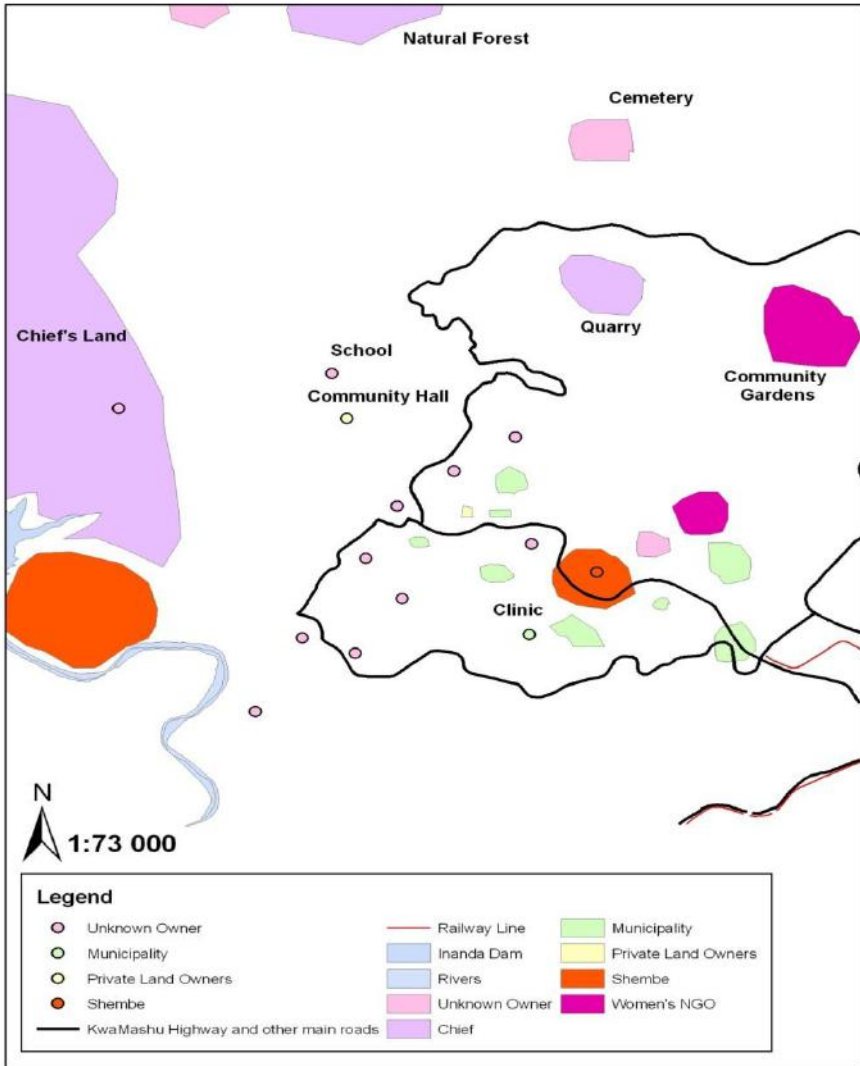 Natural Forest
Cemetery
Chief's Land
Quarry
School
Community Hall
Community
Gardens
Clinic
N
1:73 000
Legend
Unknown Owner
Municipality
Private Land Owners
Shembe
KwaMashu Highway and other main roads
Railway Line
Inanda Dam
Rivers
Unknown Owner
Chief
Municipality
Private Land Owners
Shembe
Women's NGO